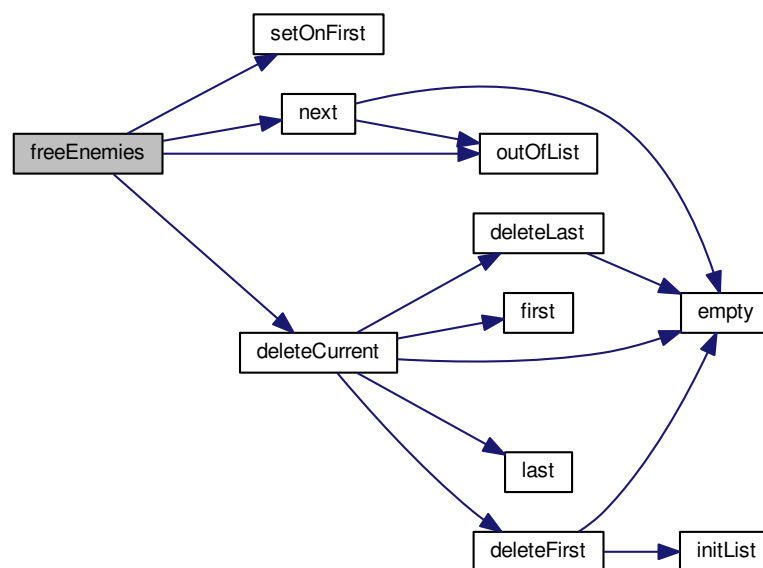 setOnFirst
next
freeEnemies
outOfList
deleteLast
first
empty
deleteCurrent
last
deleteFirst
initList